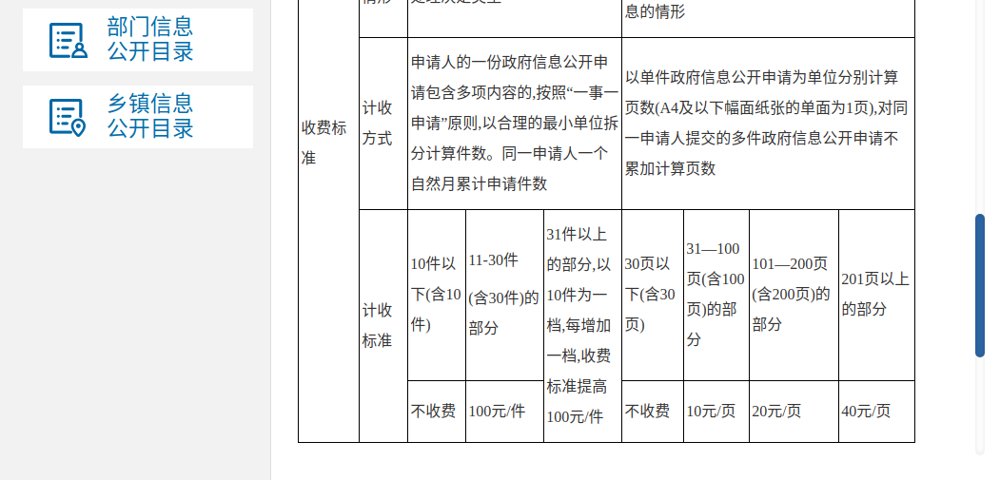 部门信息
公开目录
乡镇信息
公开目录
息的情形
收费标
准
计收
方式
申请人的一份政府信息公开申
请包含多项内容的,按照“一事一
申请”原则,以合理的最小单位拆
分计算件数。同一申请人一个
自然月累计申请件数
以单件政府信息公开申请为单位分别计算
页数(A4及以下幅面纸张的单面为1页),对同
一申请人提交的多件政府信息公开申请不
累加计算页数
计收
标准
10件以
下(含10
件)
11-30件
(含30件)的
部分
31件以上
的部分,以
10件为一
档,每增加
一档,收费
标准提高
100元/件
30页以
下(含30
页)
31—100
页(含100
页)的部
分
101—200页
(含200页)的
部分
201页以上
的部分
不收费
100元/件
不收费
10元/页
20元/页
40元/页